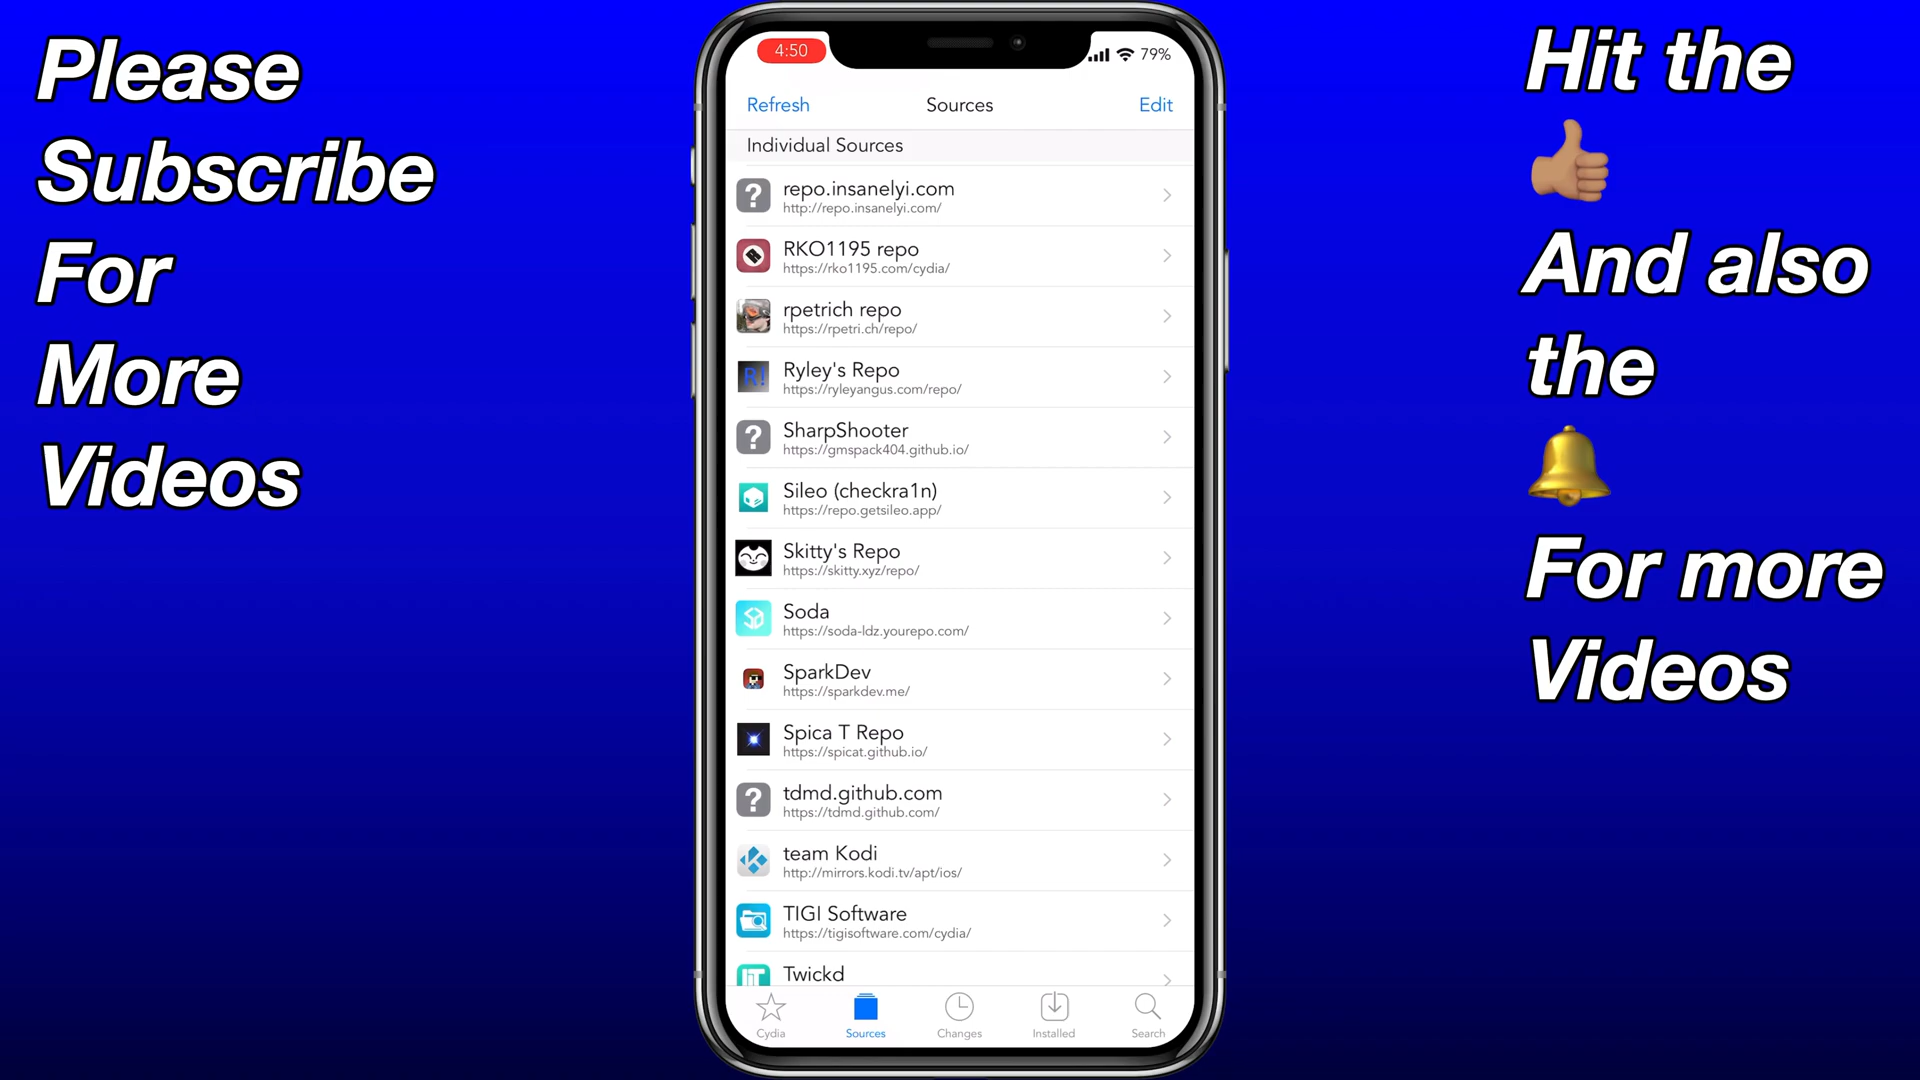 Please
Subscribe
For
More
Videos
4:50
79%
Refresh
Sources
Edit
Individual Sources
repo.insanelyi.com
http://repo.insanelyi.com/
RKO1195 repo
https://rko1195.com/cydia/
rpetrich repo
https://rpetri.ch/repo/
R!
Ryley's Repo
https://ryleyangus.com/repo/
SharpShooter
https://gmspack404.github.io/
Sileo (checkra1n)
https://repo.getsileo.app/
Skitty's Repo
https://skitty.xyz/repo/
Soda
https://soda-ldz.yourepo.com/
SparkDev
https://sparkdev.me/
Spica T Repo
https://spicat.github.io/
tdmd.github.com
https://tdmd.github.com/
team Kodi
http://mirrors.kodi.tv/apt/ios/
TIGI Software
https://tigisoftware.com/cydia/
Twickd
Cydia
Sources
Changes
Installed
Search
Hit the
And also
the
For more
Videos